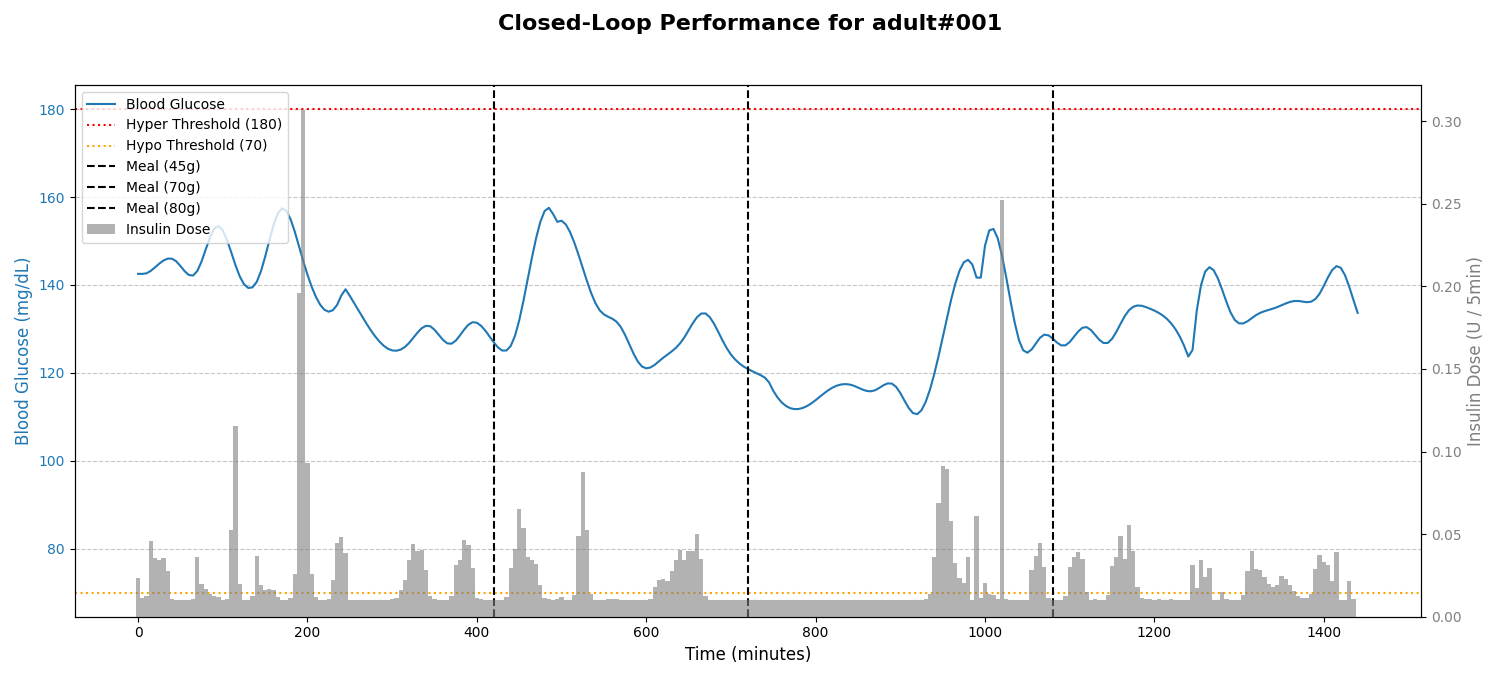 Closed-Loop Performance for adult#001
Blood Glucose
Hyper Threshold (180)
Hypo Threshold (70)
Meal (45g)
Meal (70g)
Meal (80g)
Insulin Dose
Blood Glucose (mg/dL)
180
160
140
120
100
80
0.30
0.25
0.20
0.15
0.10
0.05
0.00
Insulin Dose (U / 5min)
0 200 400 600 800 1000 1200 1400
Time (minutes)